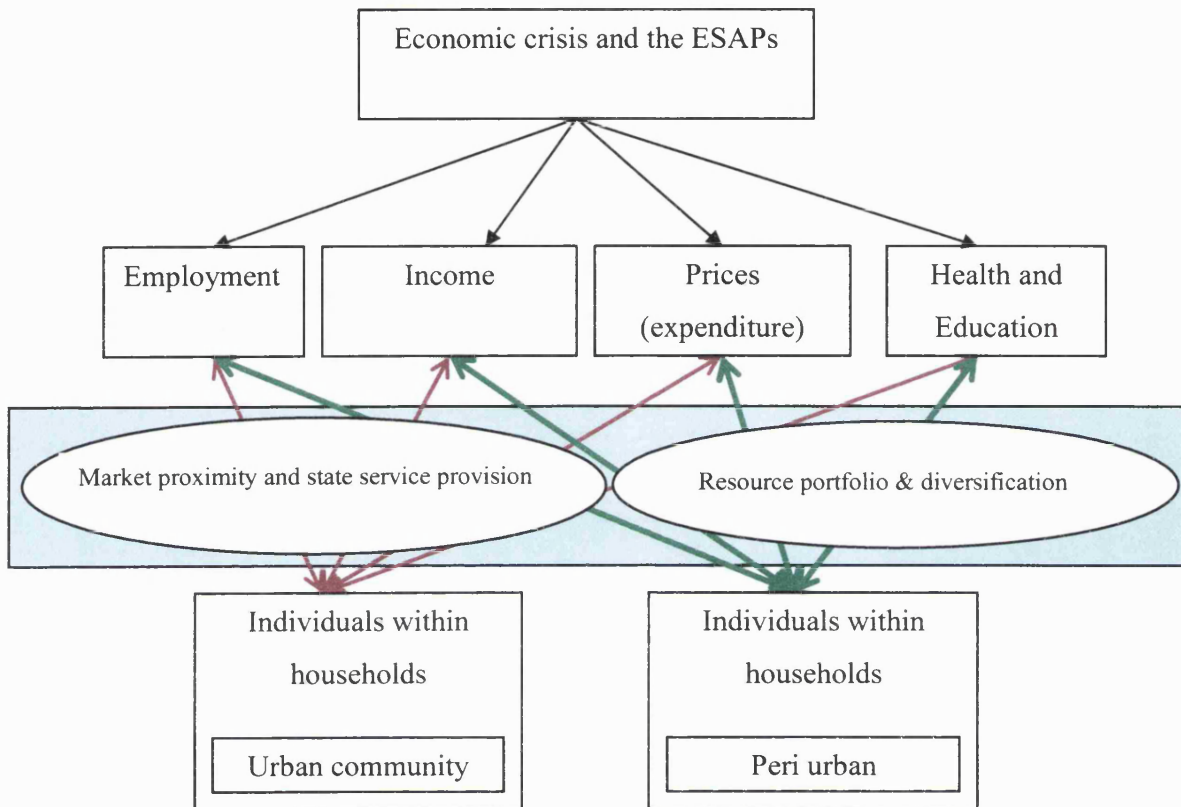 Economic crisis and the ESAPs
Employment
Income
Prices
(expenditure)
Health and
Education
Market proximity and state service provision
Resource portfolio & diversification
Individuals within
households
Urban community
Individuals within
households
Peri urban